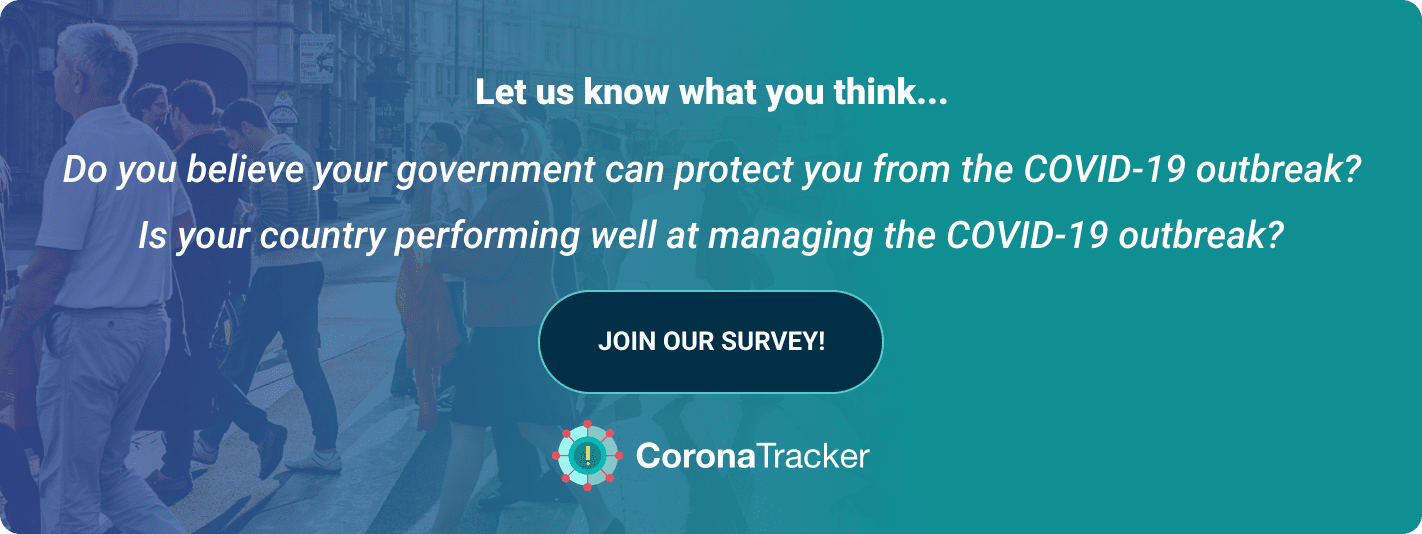 Let us know what you think...
Do you believe your government can protect you from the COVID-19 outbreak?
Is your country performing well at managing the COVID-19 outbreak?
JOIN OUR SURVEY!
CoronaTracker